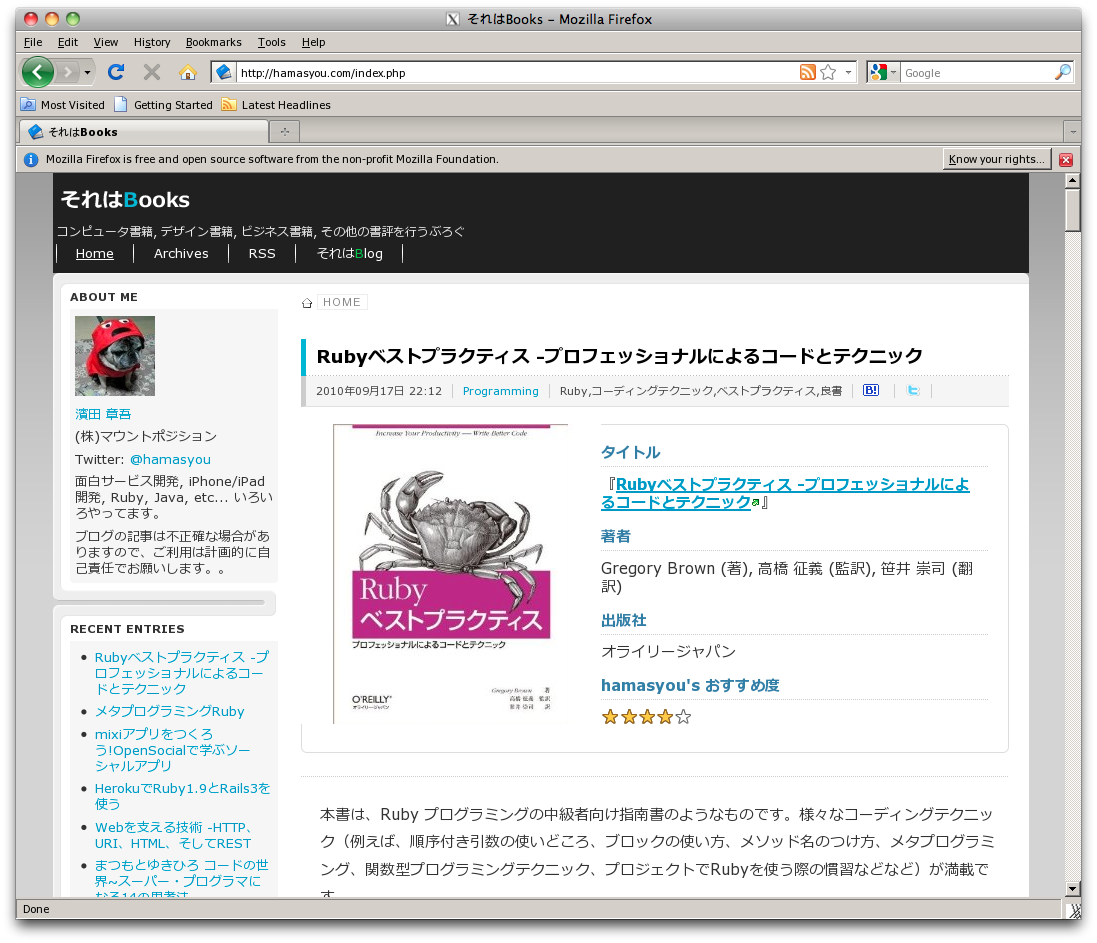 それはBooks - Mozilla Firefox
File Edit View History Bookmarks Tools Help
http://hamasyou.com/index.php
Google
Most Visited Getting Started Latest Headlines
それはBooks
Mozilla Firefox is free and open source software from the non-profit Mozilla Foundation.
Know your rights...
それはBooks
コンピュータ書籍, デザイン書籍, ビジネス書籍, その他の書評を行うぶろぐ
Home Archives RSS それはBlog
ABOUT ME
濱田 章吾
(株)マウントポジション
Twitter: @hamasyou
面白サービス開発, iPhone/iPad
開発, Ruby, Java, etc... いろい
ろやってます。
ブログの記事は不正確な場合があ
りますので、ご利用は計画的に自
己責任でお願いします。。
RECENT ENTRIES
Rubyベストプラクティス -プ
ロフェッショナルによるコー
ドとテクニック
メタプログラミングRuby
mixiアプリをつくろ
う!OpenSocialで学ぶソー
シャルアプリ
HerokuでRuby1.9とRails3を
使う
Webを支える技術 -HTTP、
URI、HTML、そしてREST
まつもとゆきひろ コードの世
界~スーパー・プログラマに
なる14の思考法
HOME
Rubyベストプラクティス -プロフェッショナルによるコードとテクニック
2010年09月17日 22:12 Programming Ruby,コーディングテクニック,ベストプラクティス,良書 B!
Increase Your Productivity — Write Better Code
Ruby
ベストプラクティス
プロフェッショナルによるコードとテクニック
O'REILLY®
オライリー・ジャパン
Gregory Brown 著
高橋 征義 監訳
笹井 崇司 訳
タイトル
『Rubyベストプラクティス -プロフェッショナルによ
るコードとテクニック』
著者
Gregory Brown (著), 高橋 征義 (監訳), 笹井 崇司 (翻
訳)
出版社
オライリージャパン
hamasyou's おすすめ度
本書は、Ruby プログラミングの中級者向け指南書のようなものです。様々なコーディングテクニッ
ク（例えば、順序付き引数の使いどころ、ブロックの使い方、メソッド名のつけ方、メタプログラミ
ング、関数型プログラミングテクニック、プロジェクトでRubyを使う際の慣習などなど）が満載で
す
Done